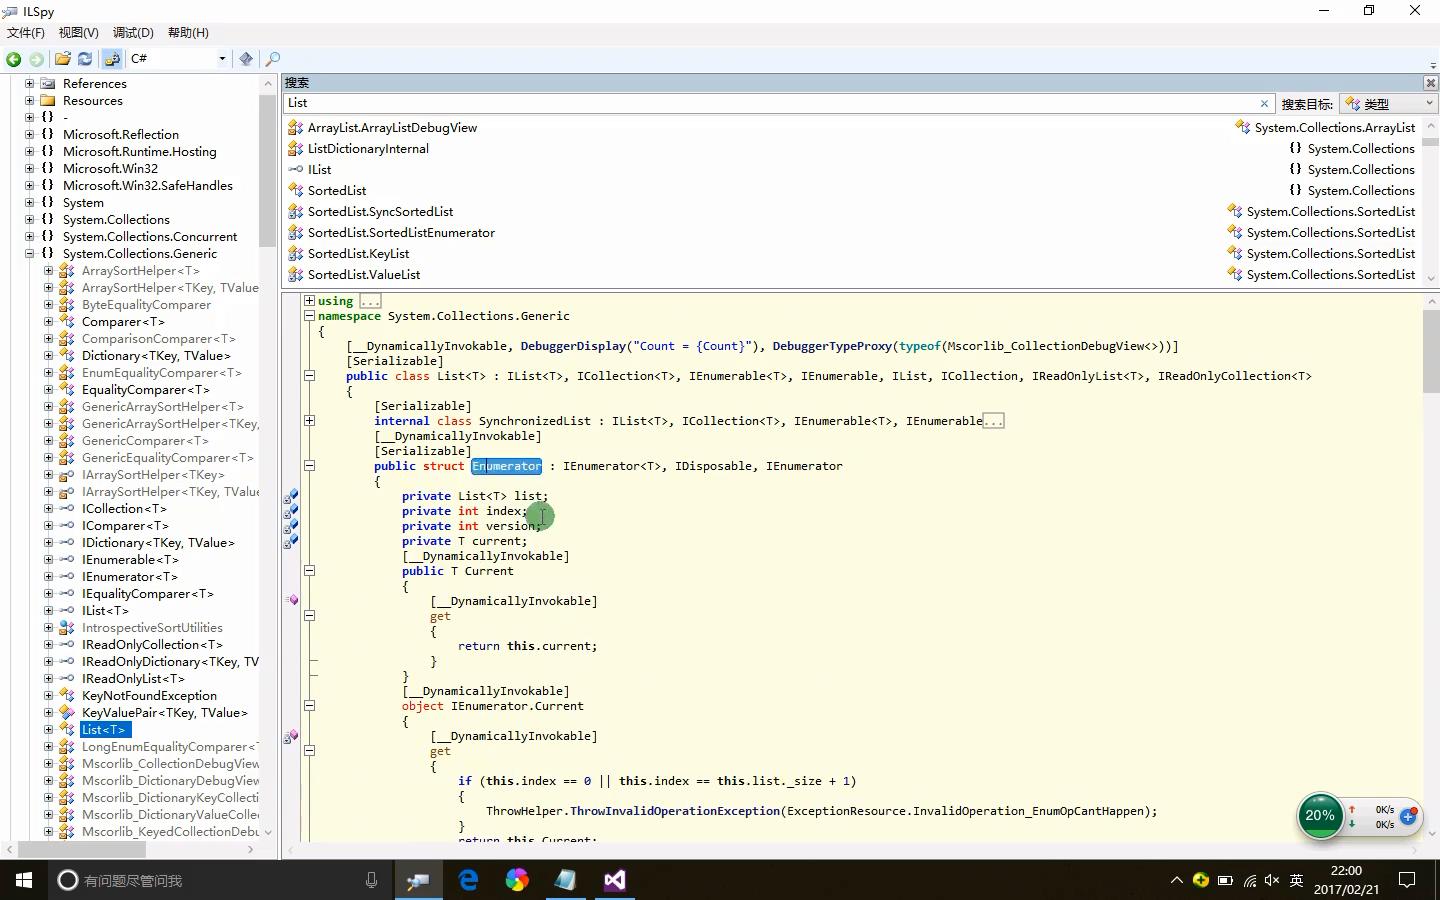 ILSpy
文件(F) 视图(V) 调试(D) 帮助(H)
C#
References
Resources
{} -
{} Microsoft.Reflection
{} Microsoft.Runtime.Hosting
{} Microsoft.Win32
{} Microsoft.Win32.SafeHandles
{} System
{} System.Collections
{} System.Collections.Concurrent
{} System.Collections.Generic
ArraySortHelper<T>
ArraySortHelper<TKey, TValue
ByteEqualityComparer
Comparer<T>
ComparisonComparer<T>
Dictionary<TKey, TValue>
EnumEqualityComparer<T>
EqualityComparer<T>
GenericArraySortHelper<T>
GenericArraySortHelper<TKey,
GenericComparer<T>
GenericEqualityComparer<T>
IArraySortHelper<TKey>
IArraySortHelper<TKey, TValue
ICollection<T>
IComparer<T>
IDictionary<TKey, TValue>
IEnumerable<T>
IEnumerator<T>
IEqualityComparer<T>
IList<T>
IntrospectiveSortUtilities
IReadOnlyCollection<T>
IReadOnlyDictionary<TKey, TV
IReadOnlyList<T>
KeyNotFoundException
KeyValuePair<TKey, TValue>
List<T>
LongEnumEqualityComparer<T
Mscorlib_CollectionDebugView
Mscorlib_DictionaryDebugView
Mscorlib_DictionaryKeyCollecti
Mscorlib_DictionaryValueCollec
Mscorlib_KeyedCollectionDebu
搜索
List 搜索目标: 类型
ArrayList.ArrayListDebugView System.Collections.ArrayList
ListDictionaryInternal {} System.Collections
IList {} System.Collections
SortedList {} System.Collections
SortedList.SyncSortedList System.Collections.SortedList
SortedList.SortedListEnumerator System.Collections.SortedList
SortedList.KeyList System.Collections.SortedList
SortedList.ValueList System.Collections.SortedList
using ...
namespace System.Collections.Generic
{
[__DynamicallyInvokable, DebuggerDisplay("Count = {Count}"), DebuggerTypeProxy(typeof(Mscorlib_CollectionDebugView<>))]
[Serializable]
public class List<T> : IList<T>, ICollection<T>, IEnumerable<T>, IEnumerable, IList, ICollection, IReadOnlyList<T>, IReadOnlyCollection<T>
{
[Serializable]
internal class SynchronizedList : IList<T>, ICollection<T>, IEnumerable<T>, IEnumerable...
[__DynamicallyInvokable]
[Serializable]
public struct Enumerator : IEnumerator<T>, IDisposable, IEnumerator
{
private List<T> list;
private int index;
private int version;
private T current;
[__DynamicallyInvokable]
public T Current
{
[__DynamicallyInvokable]
get
{
return this.current;
}
}
[__DynamicallyInvokable]
object IEnumerator.Current
{
[__DynamicallyInvokable]
get
{
if (this.index == 0 || this.index == this.list._size + 1)
{
ThrowHelper.ThrowInvalidOperationException(ExceptionResource.InvalidOperation_EnumOpCantHappen);
}
return this.Current;
20%
0K/s
0K/s
有问题尽管问我
英
22:00
2017/02/21